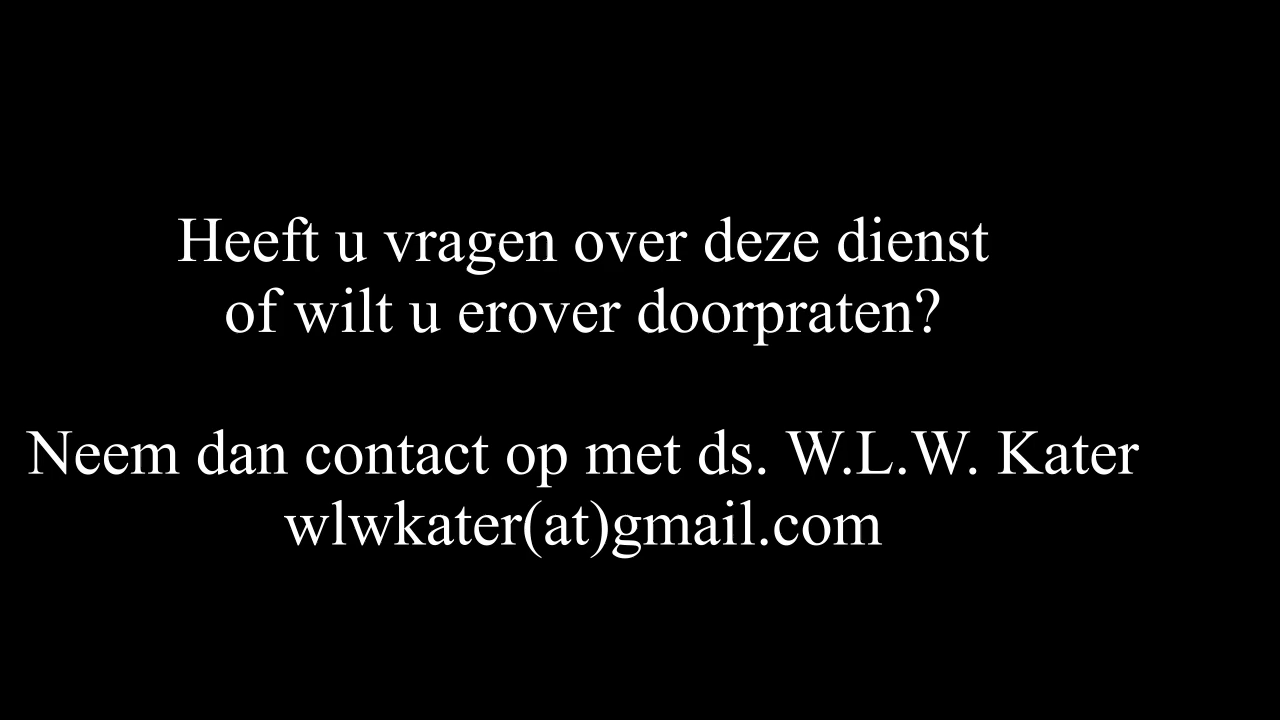 Heeft u vragen over deze dienst
of wilt u erover doorpraten?
Neem dan contact op met ds. W.L.W. Kater
wlwkater(at)gmail.com